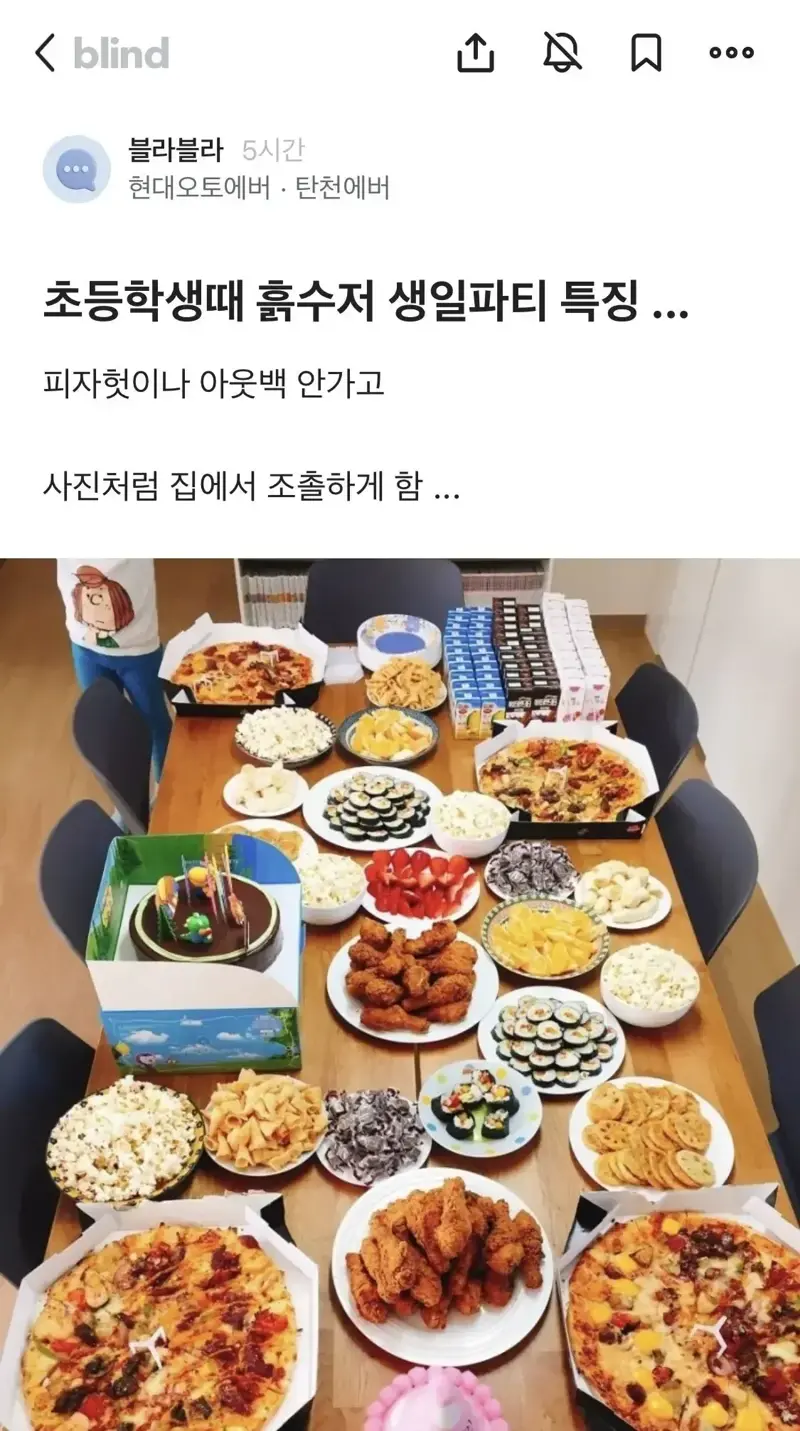 blind
블라블라 5시간
현대오토에버 · 탄천에버
초등학생때 흙수저 생일파티 특징 ...
피자헛이나 아웃백 안가고
사진처럼 집에서 조촐하게 함 ...